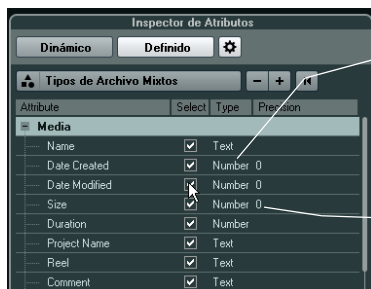 Inspector de Atributos
Dinámico Definido
Tipos de Archivo Mixtos − +
Attribute Select Type Precision
Media
Name Text
Date Created Number 0
Date Modified Number 0
Size Number 0
Duration Number
Project Name Text
Reel Text
Comment Text